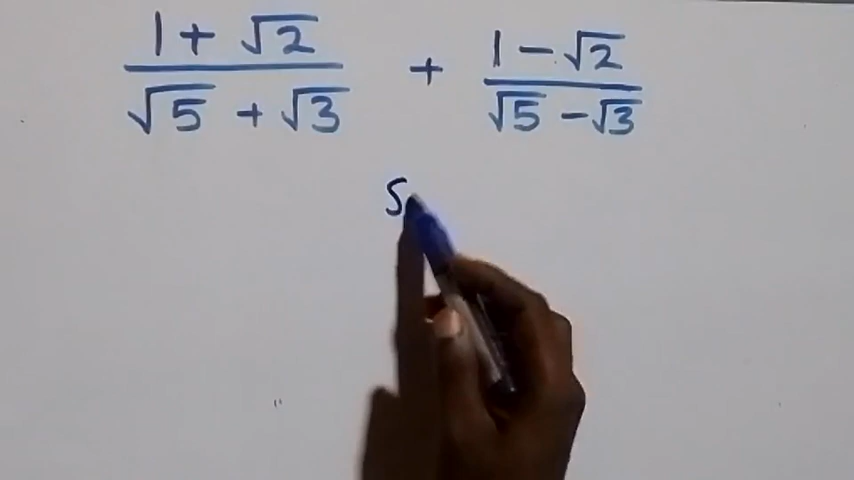 1 + √2 + 1 - √2
√5 + √3 √5 - √3
S